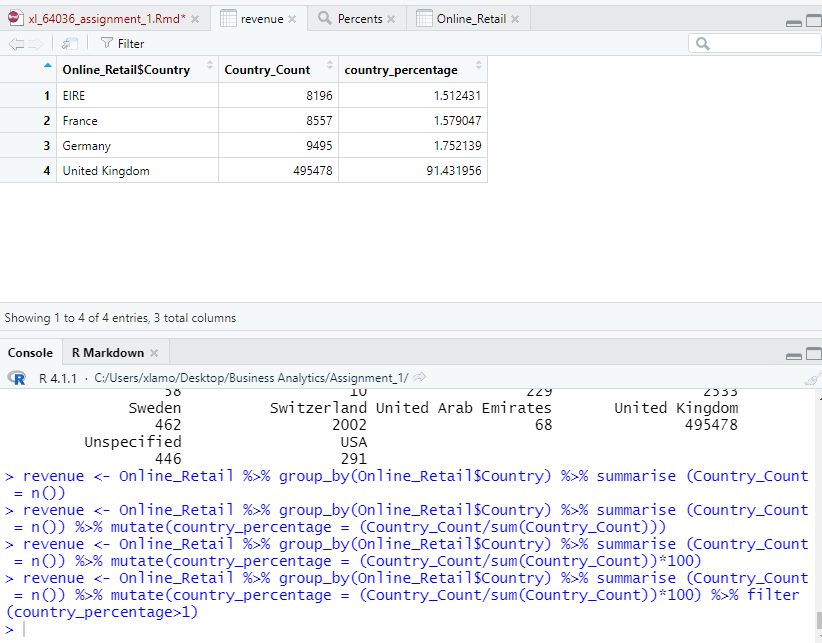 xl_64036_assignment_1.Rmd* revenue Percents Online_Retail
Filter
Online_Retail$Country Country_Count country_percentage
1 EIRE 8196 1.512431
2 France 8557 1.579047
3 Germany 9495 1.752139
4 United Kingdom 495478 91.431956
Showing 1 to 4 of 4 entries, 3 total columns
Console R Markdown
R R 4.1.1 · C:/Users/xlamo/Desktop/Business Analytics/Assignment_1/
58 10 229 2533
Sweden Switzerland United Arab Emirates United Kingdom
462 2002 68 495478
Unspecified USA
446 291
> revenue <- Online_Retail %>% group_by(Online_Retail$Country) %>% summarise (Country_Count
= n())
> revenue <- Online_Retail %>% group_by(Online_Retail$Country) %>% summarise (Country_Count
= n()) %>% mutate(country_percentage = (Country_Count/sum(Country_Count)))
> revenue <- Online_Retail %>% group_by(Online_Retail$Country) %>% summarise (Country_Count
= n()) %>% mutate(country_percentage = (Country_Count/sum(Country_Count))*100)
> revenue <- Online_Retail %>% group_by(Online_Retail$Country) %>% summarise (Country_Count
= n()) %>% mutate(country_percentage = (Country_Count/sum(Country_Count))*100) %>% filter
(country_percentage>1)
>